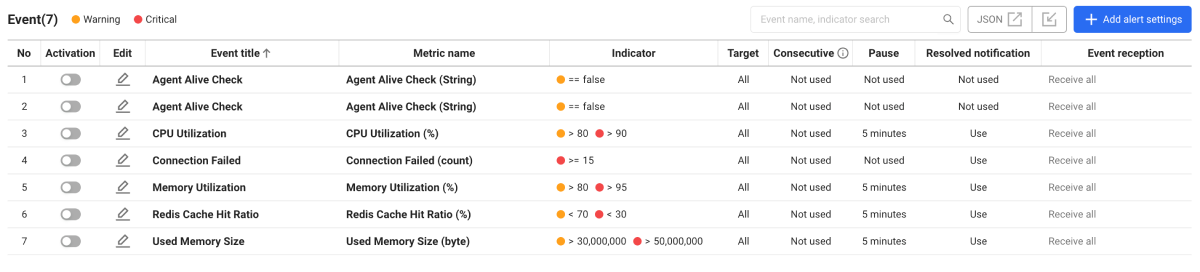 Event(7) Warning Critical Event name, indicator search JSON Add alert settings
No Activation Edit Event title Metric name Indicator Target Consecutive Pause Resolved notification Event reception
1 Agent Alive Check Agent Alive Check (String) == false All Not used Not used Not used Receive all
2 Agent Alive Check Agent Alive Check (String) == false All Not used Not used Not used Receive all
3 CPU Utilization CPU Utilization (%) > 80 > 90 All Not used 5 minutes Use Receive all
4 Connection Failed Connection Failed (count) >= 15 All Not used Not used Use Receive all
5 Memory Utilization Memory Utilization (%) > 80 > 95 All Not used 5 minutes Use Receive all
6 Redis Cache Hit Ratio Redis Cache Hit Ratio (%) < 70 < 30 All Not used 5 minutes Use Receive all
7 Used Memory Size Used Memory Size (byte) > 30,000,000 > 50,000,000 All Not used 5 minutes Use Receive all